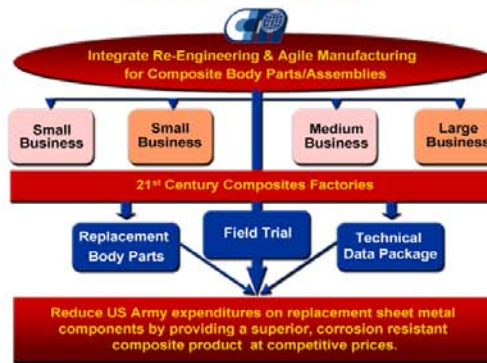 Integrate Re-Engineering & Agile Manufacturing
for Composite Body Parts/Assemblies
Small
Business
Small
Business
Medium
Business
Large
Business
21st Century Composites Factories
Replacement
Body Parts
Field Trial
Technical
Data Package
Reduce US Army expenditures on replacement sheet metal
components by providing a superior, corrosion resistant
composite product at competitive prices.